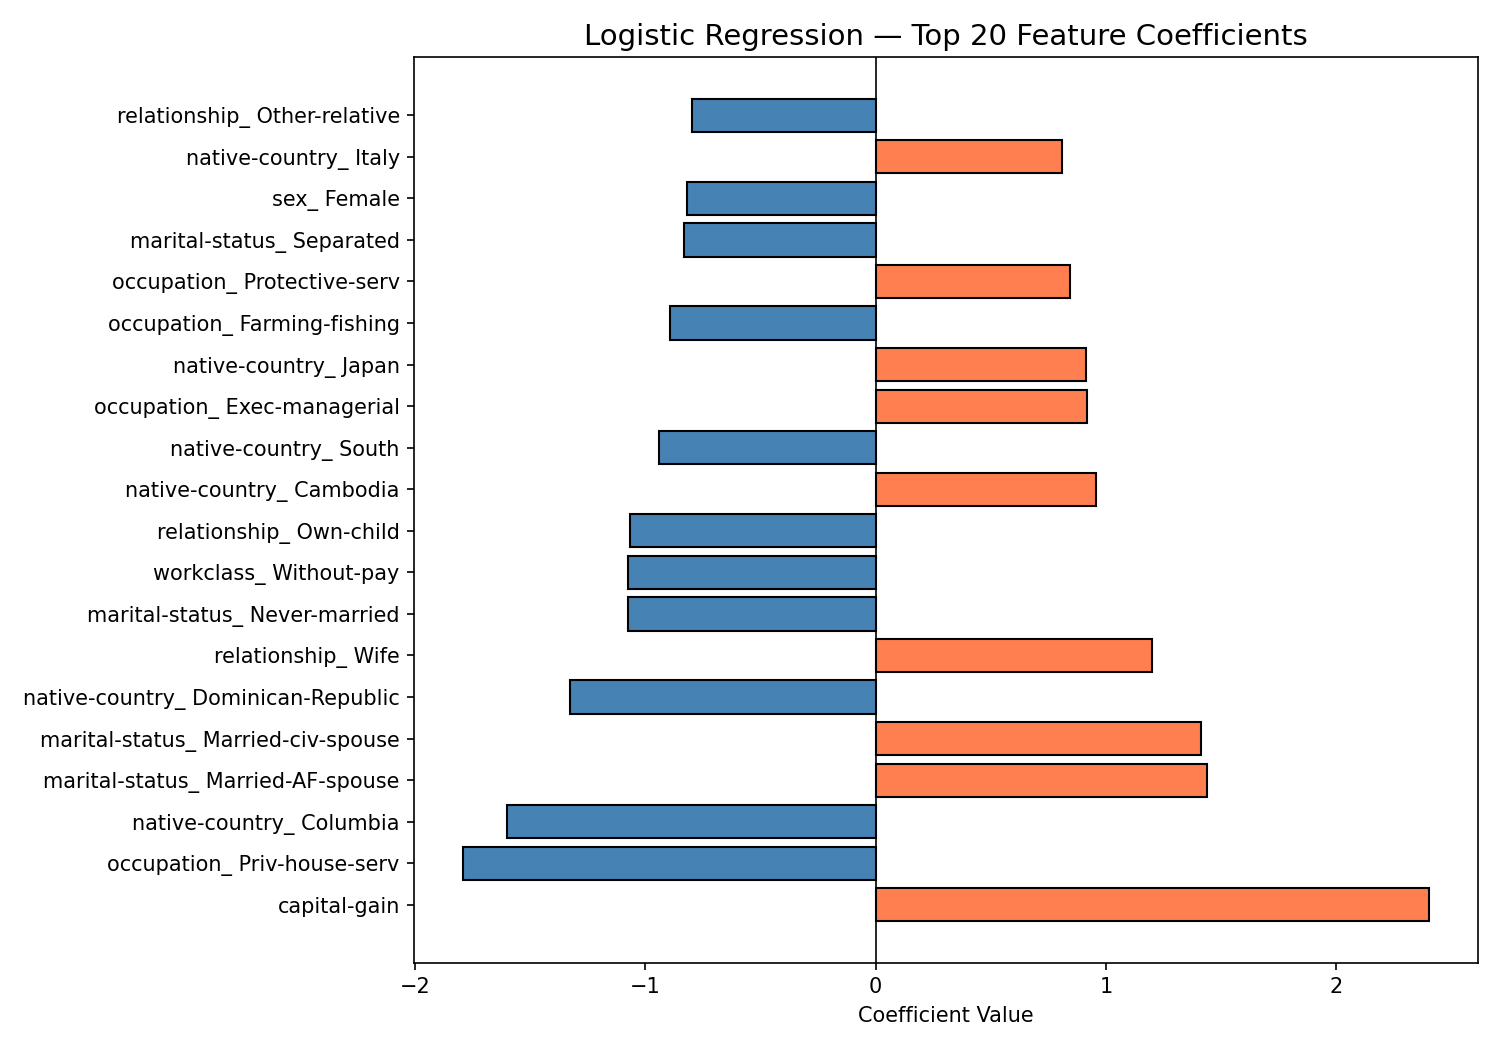 Logistic Regression — Top 20 Feature Coefficients
relationship_ Other-relative
native-country_ Italy
sex_ Female
marital-status_ Separated
occupation_ Protective-serv
occupation_ Farming-fishing
native-country_ Japan
occupation_ Exec-managerial
native-country_ South
native-country_ Cambodia
relationship_ Own-child
workclass_ Without-pay
marital-status_ Never-married
relationship_ Wife
native-country_ Dominican-Republic
marital-status_ Married-civ-spouse
marital-status_ Married-AF-spouse
native-country_ Columbia
occupation_ Priv-house-serv
capital-gain
−2 −1 0 1 2
Coefficient Value